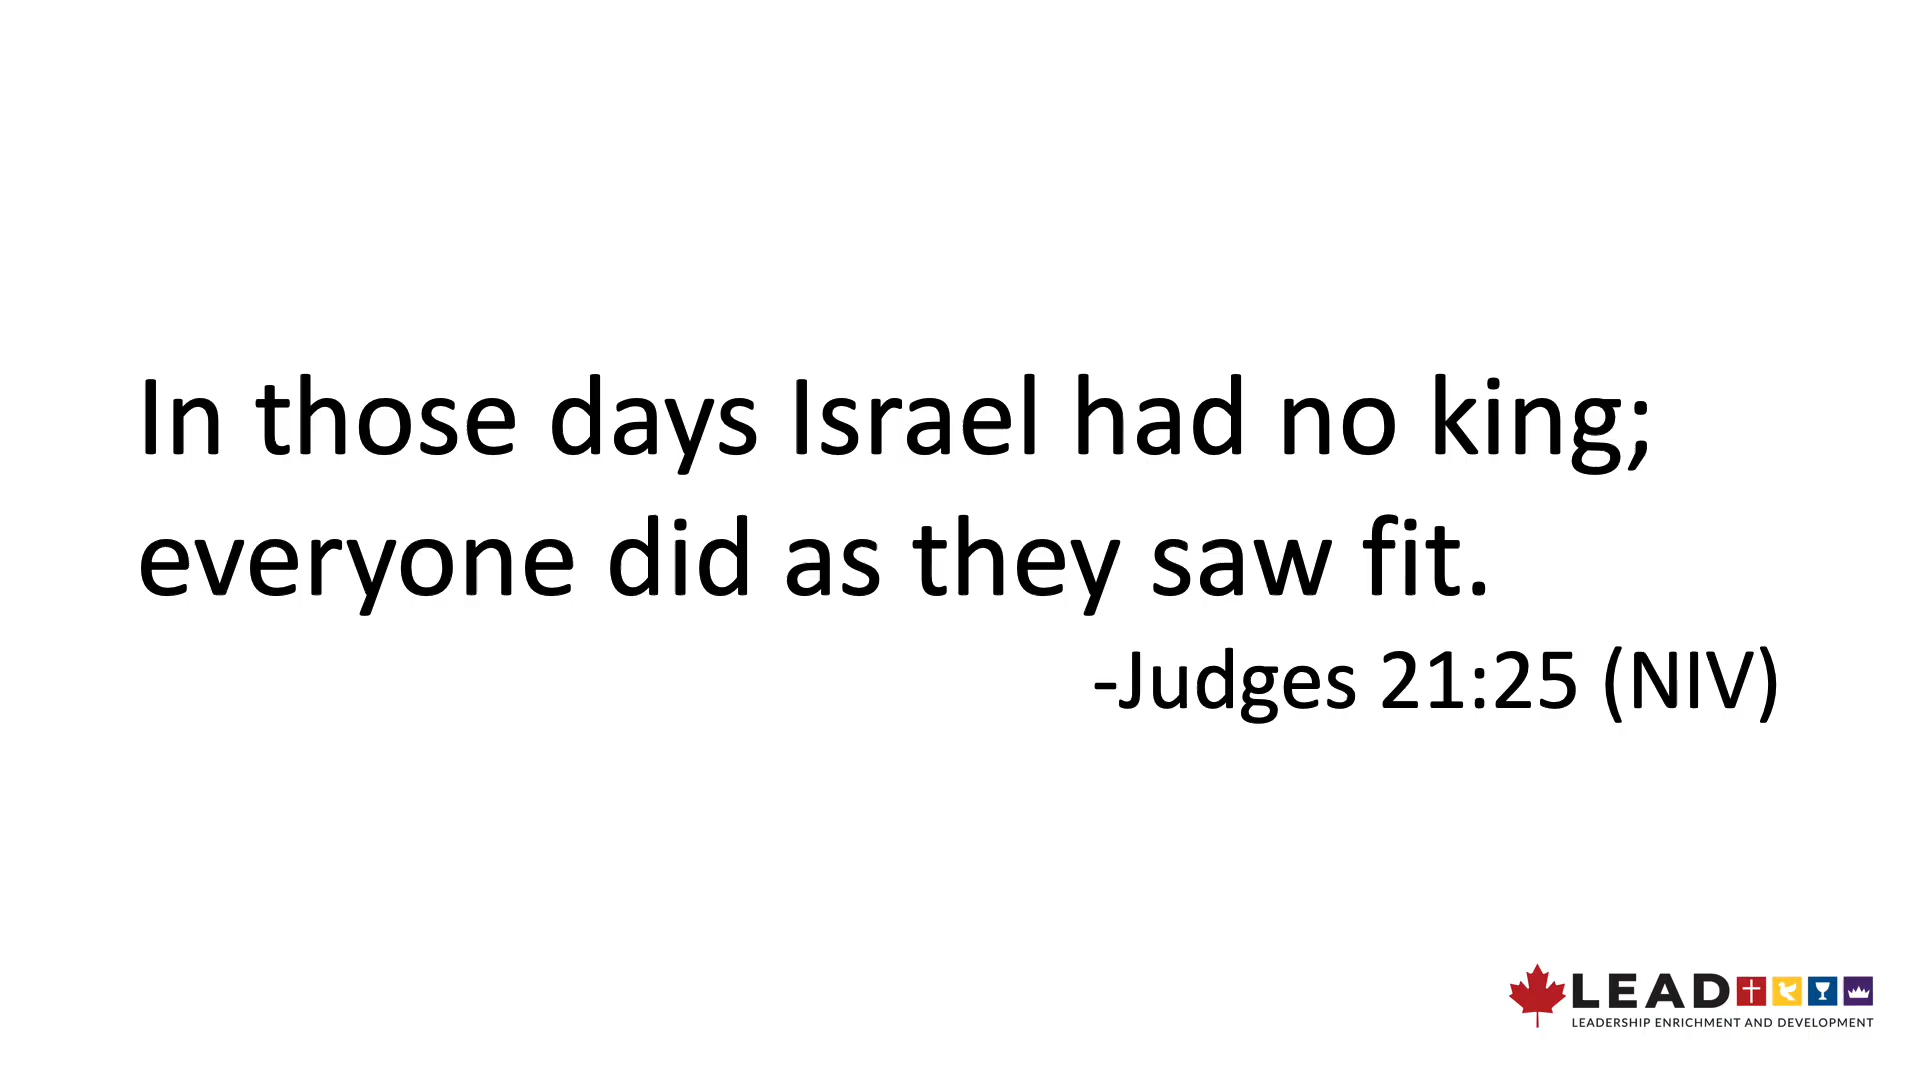 In those days Israel had no king;
everyone did as they saw fit.
-Judges 21:25 (NIV)
LEAD
LEADERSHIP ENRICHMENT AND DEVELOPMENT